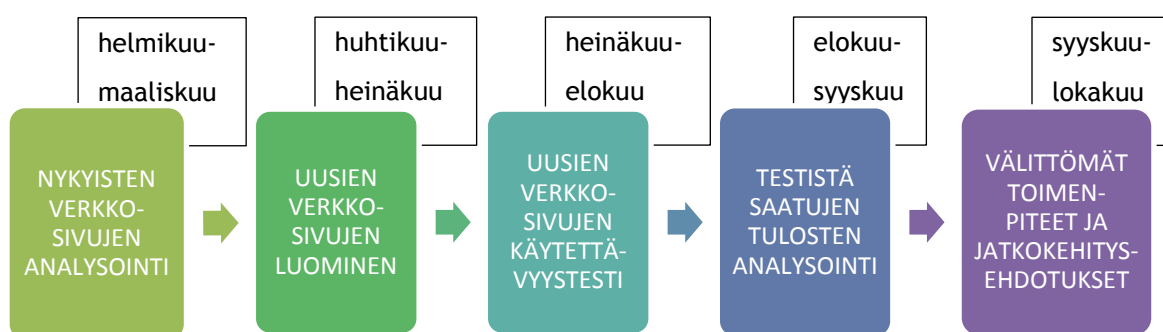 helmikuu-
maaliskuu
huhtikuu-
heinäkuu
heinäkuu-
elokuu
elokuu-
syyskuu
syyskuu-
lokakuu
NYKYISTEN
VERKKO-
SIVUJEN
ANALYSOINTI
UUSIEN
VERKKO-
SIVUJEN
LUOMINEN
UUSIEN
VERKKO-
SIVUJEN
KÄYTETTÄ-
VYYSTESTI
TESTISTÄ
SAATUJEN
TULOSTEN
ANALYSOINTI
VÄLITTÖMÄT
TOIMEN-
PITEET JA
JATKOKEHITYS-
EHDOTUKSET